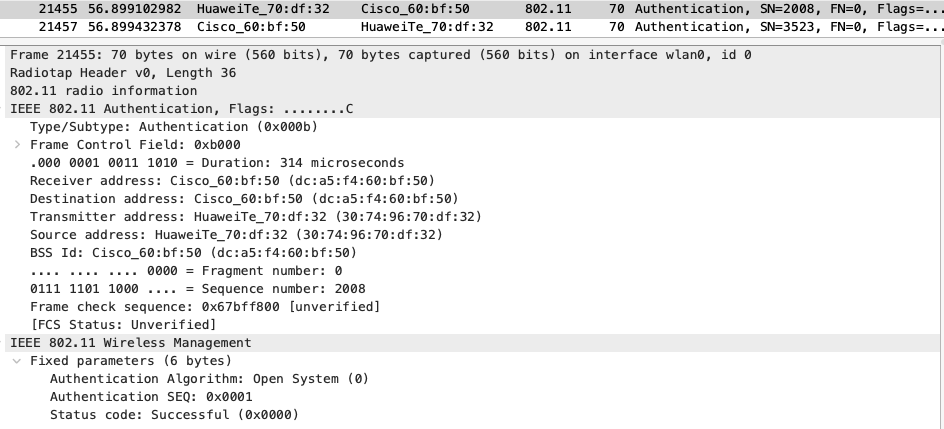 21455 56.899102982 HuaweiTe_70:df:32 Cisco_60:bf:50 802.11 70 Authentication, SN=2008, FN=0, Flags=...
21457 56.899432378 Cisco_60:bf:50 HuaweiTe_70:df:32 802.11 70 Authentication, SN=3523, FN=0, Flags=...
Frame 21455: 70 bytes on wire (560 bits), 70 bytes captured (560 bits) on interface wlan0, id 0
Radiotap Header v0, Length 36
802.11 radio information
IEEE 802.11 Authentication, Flags: ........C
Type/Subtype: Authentication (0x000b)
Frame Control Field: 0xb000
.000 0001 0011 1010 = Duration: 314 microseconds
Receiver address: Cisco_60:bf:50 (dc:a5:f4:60:bf:50)
Destination address: Cisco_60:bf:50 (dc:a5:f4:60:bf:50)
Transmitter address: HuaweiTe_70:df:32 (30:74:96:70:df:32)
Source address: HuaweiTe_70:df:32 (30:74:96:70:df:32)
BSS Id: Cisco_60:bf:50 (dc:a5:f4:60:bf:50)
.... .... .... 0000 = Fragment number: 0
0111 1101 1000 .... = Sequence number: 2008
Frame check sequence: 0x67bff800 [unverified]
[FCS Status: Unverified]
IEEE 802.11 Wireless Management
Fixed parameters (6 bytes)
Authentication Algorithm: Open System (0)
Authentication SEQ: 0x0001
Status code: Successful (0x0000)